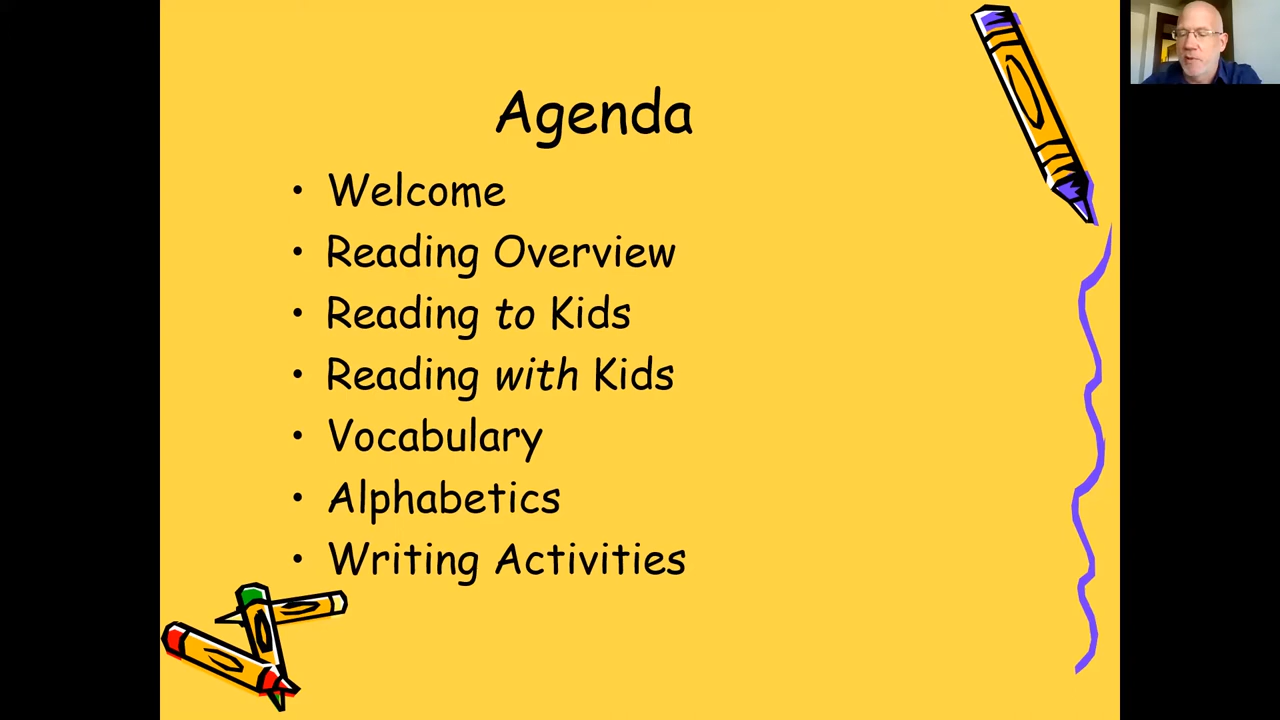 Agenda
• Welcome
• Reading Overview
• Reading to Kids
• Reading with Kids
• Vocabulary
• Alphabetics
• Writing Activities